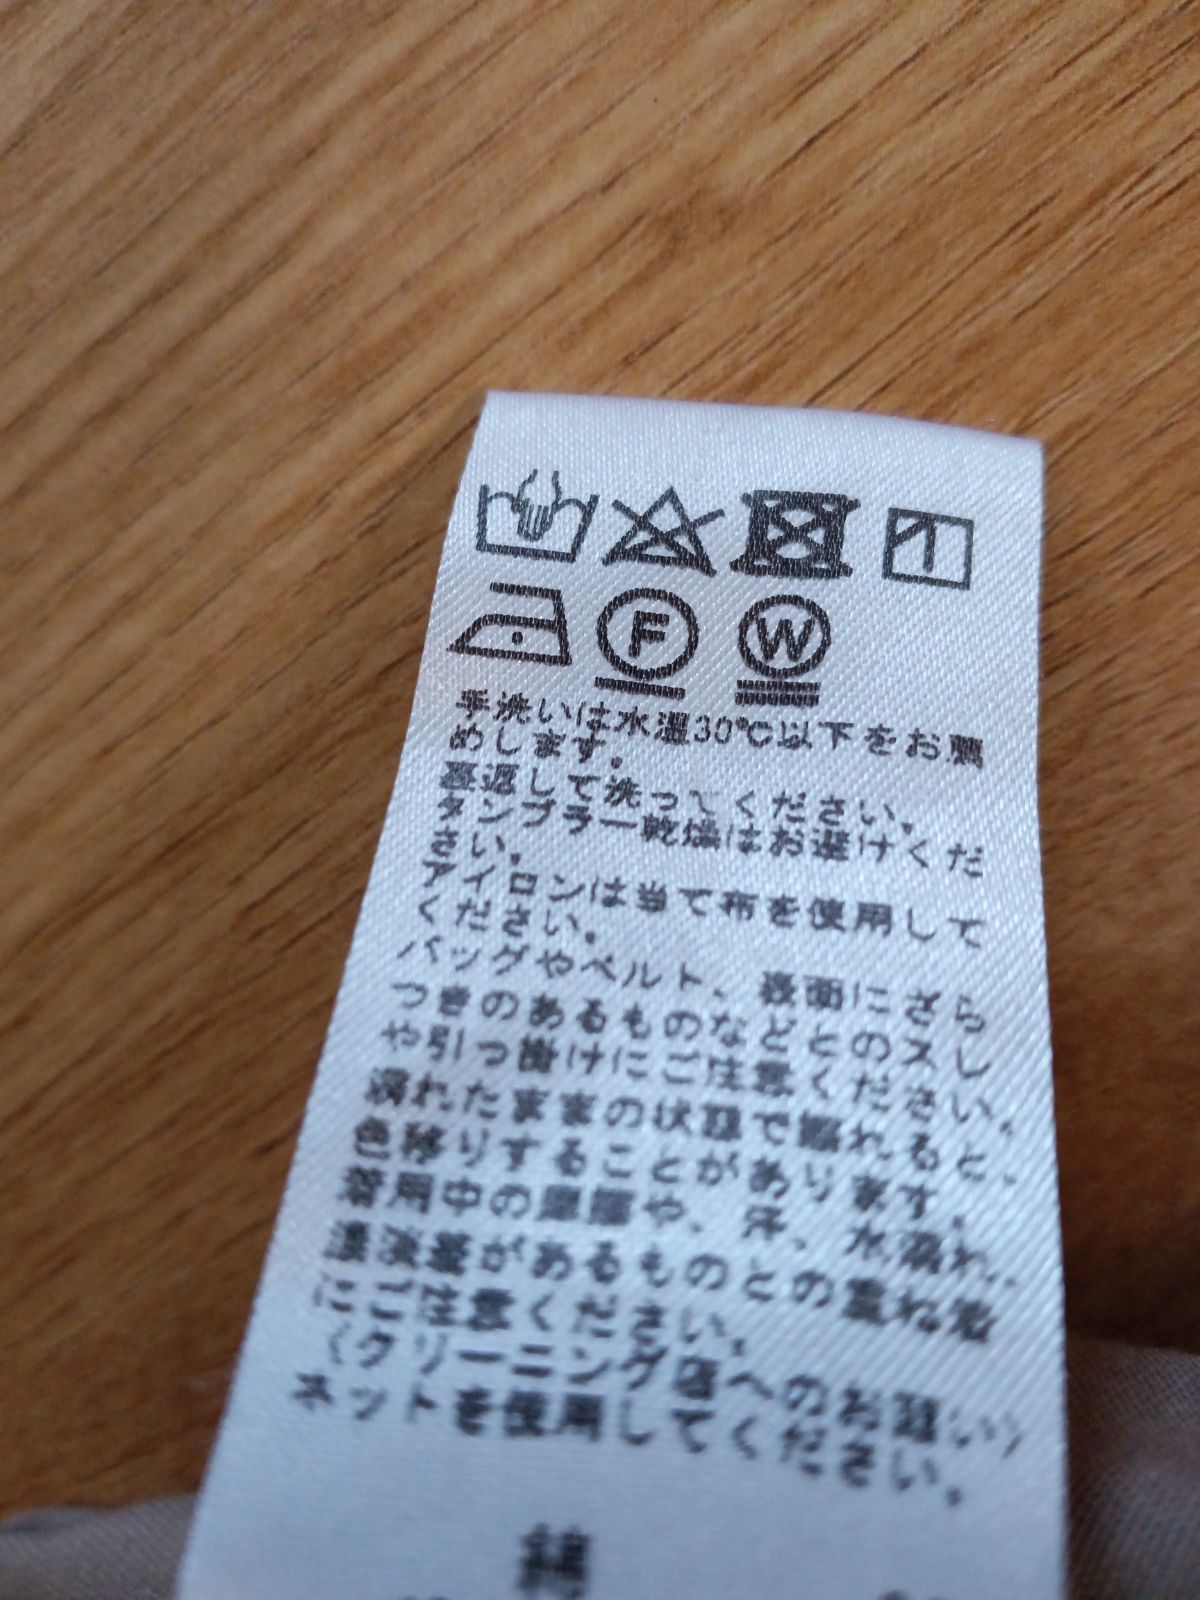 F W
手洗いは水温30℃以下をお薦
めします。
裏返して洗ってください。
タンブラー乾燥はお避けくだ
さい。
アイロンは当て布を使用して
ください。
バッグやベルト、表面にざら
つきのあるものなどとのスレ
や引っ掛けにご注意ください。
濡れたままの状態で触れると、
色移りすることがあります。
着用中の摩擦や、汗、水濡れ、
濃淡差があるものとの重ね着
にご注意ください。
(クリーニング店へのお願い)
ネットを使用してください。
綿